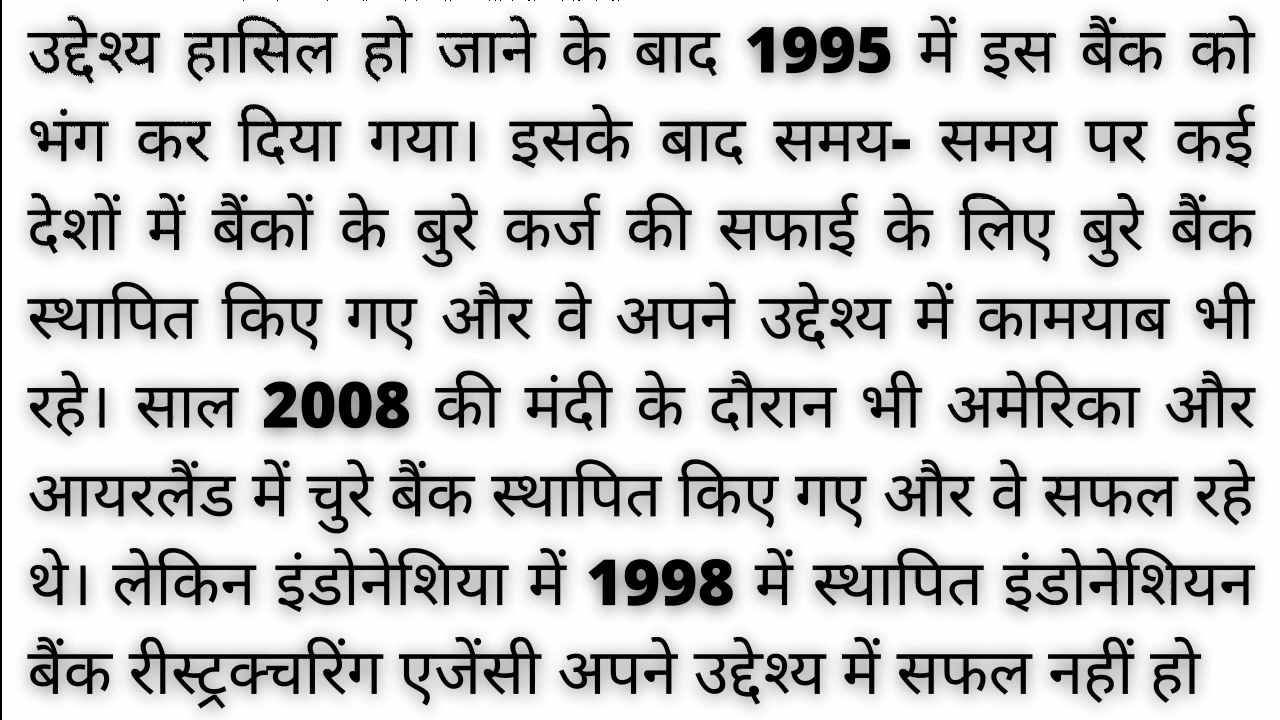 उद्देश्य हासिल हो जाने के बाद 1995 में इस बैंक को
भंग कर दिया गया। इसके बाद समय- समय पर कई
देशों में बैंकों के बुरे कर्ज की सफाई के लिए बुरे बैंक
स्थापित किए गए और वे अपने उद्देश्य में कामयाब भी
रहे। साल 2008 की मंदी के दौरान भी अमेरिका और
आयरलैंड में चुरे बैंक स्थापित किए गए और वे सफल रहे
थे। लेकिन इंडोनेशिया में 1998 में स्थापित इंडोनेशियन
बैंक रीस्ट्रक्चरिंग एजेंसी अपने उद्देश्य में सफल नहीं हो